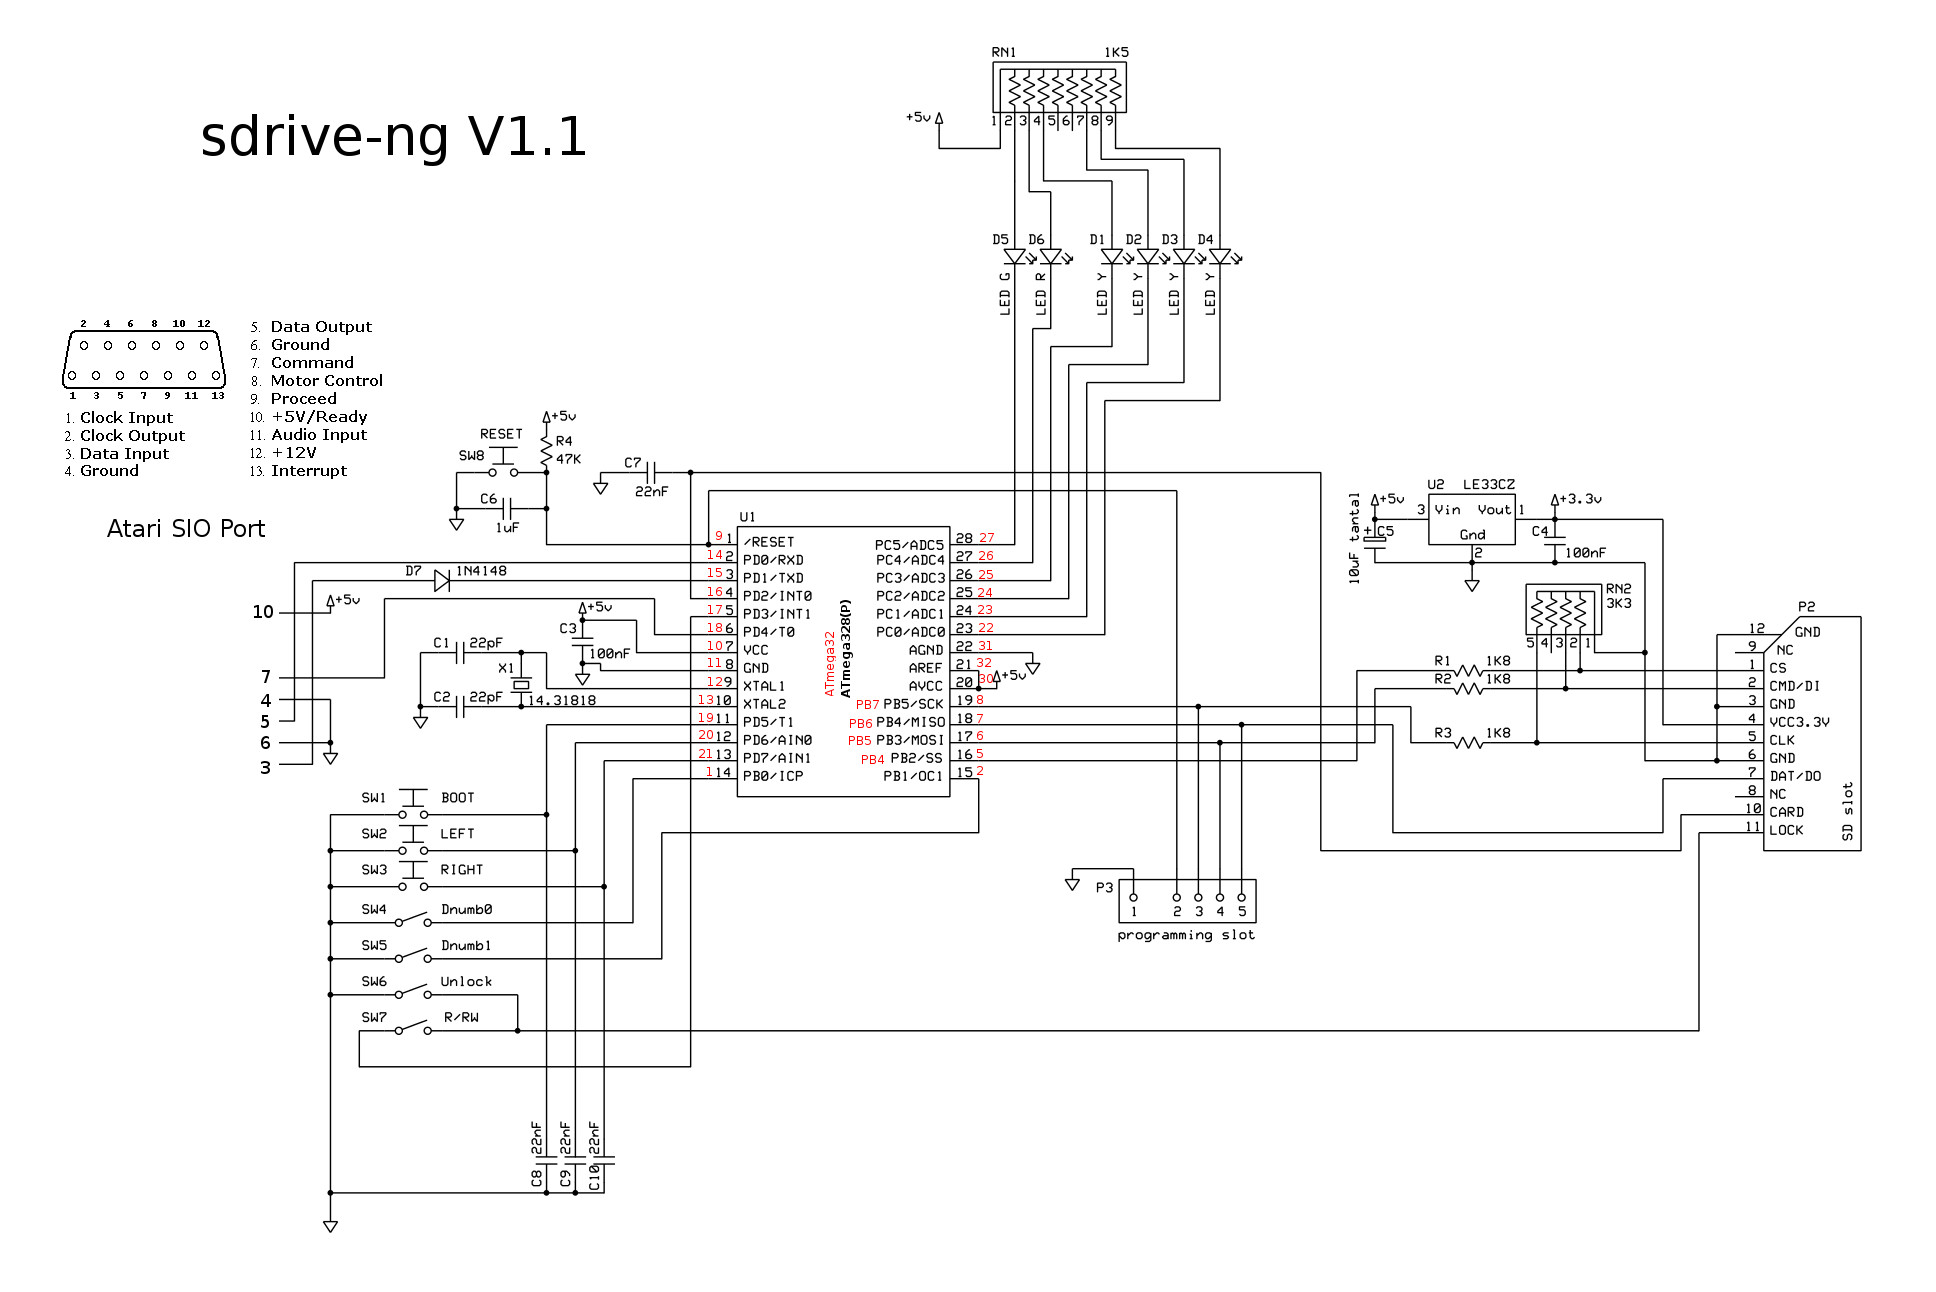 RN1 1K5
+5v
1 2 3 4 5 6 7 8 9
sdrive-ng V1.1
D5 D6 D1 D2 D3 D4
LED G
LED R
LED Y
LED Y
LED Y
LED Y
2 4 6 8 10 12
1 3 5 7 9 11 13
1. Clock Input
2. Clock Output
3. Data Input
4. Ground
5. Data Output
6. Ground
7. Command
8. Motor Control
9. Proceed
10. +5V/Ready
11. Audio Input
12. +12V
13. Interrupt
Atari SIO Port
10
7
4
5
6
3
+5v
RESET
SW8
+5v
R4
47K
C6
1uF
C7
22nF
D7 1N4148
+5v
C3
100nF
C1 22pF
X1
C2 22pF
14.31818
U1
ATmega32
ATmega328(P)
9 1 /RESET
14 2 PD0/RXD
15 3 PD1/TXD
16 4 PD2/INT0
17 5 PD3/INT1
18 6 PD4/T0
10 7 VCC
11 8 GND
12 9 XTAL1
13 10 XTAL2
19 11 PD5/T1
20 12 PD6/AIN0
21 13 PD7/AIN1
1 14 PB0/ICP
PC5/ADC5 28 27
PC4/ADC4 27 26
PC3/ADC3 26 25
PC2/ADC2 25 24
PC1/ADC1 24 23
PC0/ADC0 23 22
AGND 22 31
AREF 21 32
AVCC 20 30 +5v
PB7 PB5/SCK 19 8
PB6 PB4/MISO 18 7
PB5 PB3/MOSI 17 6
PB4 PB2/SS 16 5
PB1/OC1 15 2
SW1 BOOT
SW2 LEFT
SW3 RIGHT
SW4 Dnumb0
SW5 Dnumb1
SW6 Unlock
SW7 R/RW
C8 22nF
C9 22nF
C10 22nF
P3
1 2 3 4 5
programming slot
U2 LE33CZ
+5v
3 Vin Vout 1
Gnd
2
+3.3v
+ C5
10uF tantal
C4
100nF
RN2
3K3
5 4 3 2 1
R1 1K8
R2 1K8
R3 1K8
P2
12 GND
9 NC
1 CS
2 CMD/DI
3 GND
4 VCC3.3V
5 CLK
6 GND
7 DAT/DO
8 NC
10 CARD
11 LOCK
SD slot